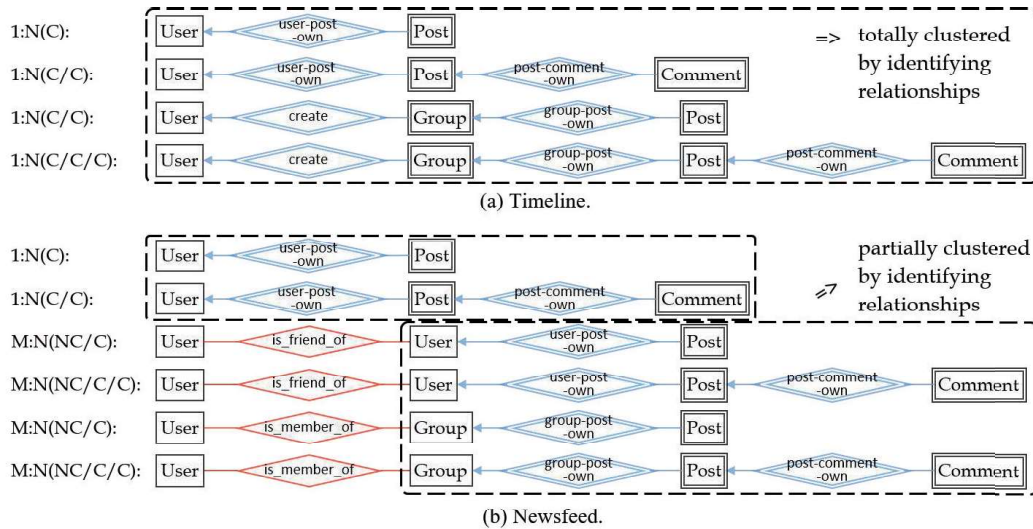 1:N(C): User user-post -own Post => totally clustered
1:N(C/C): User user-post -own Post post-comment -own Comment by identifying
1:N(C/C): User create Group group-post -own Post relationships
1:N(C/C/C): User create Group group-post -own Post post-comment -own Comment
(a) Timeline.
1:N(C): User user-post -own Post partially clustered
1:N(C/C): User user-post -own Post post-comment -own Comment => by identifying
relationships
M:N(NC/C): User is_friend_of User user-post -own Post
M:N(NC/C/C): User is_friend_of User user-post -own Post post-comment -own Comment
M:N(NC/C): User is_member_of Group group-post -own Post
M:N(NC/C/C): User is_member_of Group group-post -own Post post-comment -own Comment
(b) Newsfeed.